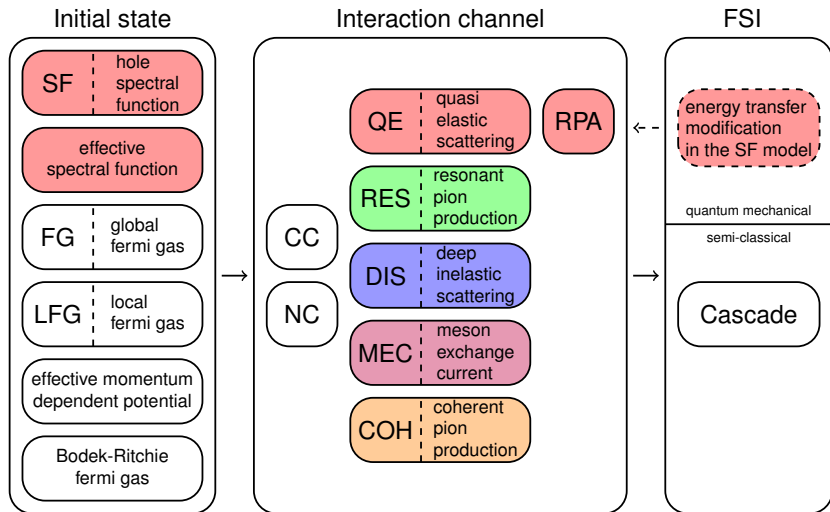 Initial state
SF
hole
spectral
function
effective
spectral function
FG
global
fermi gas
LFG
local
fermi gas
effective momentum
dependent potential
Bodek-Ritchie
fermi gas
Interaction channel
CC
NC
QE
quasi
elastic
scattering
RPA
RES
resonant
pion
production
DIS
deep
inelastic
scattering
MEC
meson
exchange
current
COH
coherent
pion
production
FSI
energy transfer
modification
in the SF model
quantum mechanical
semi-classical
Cascade